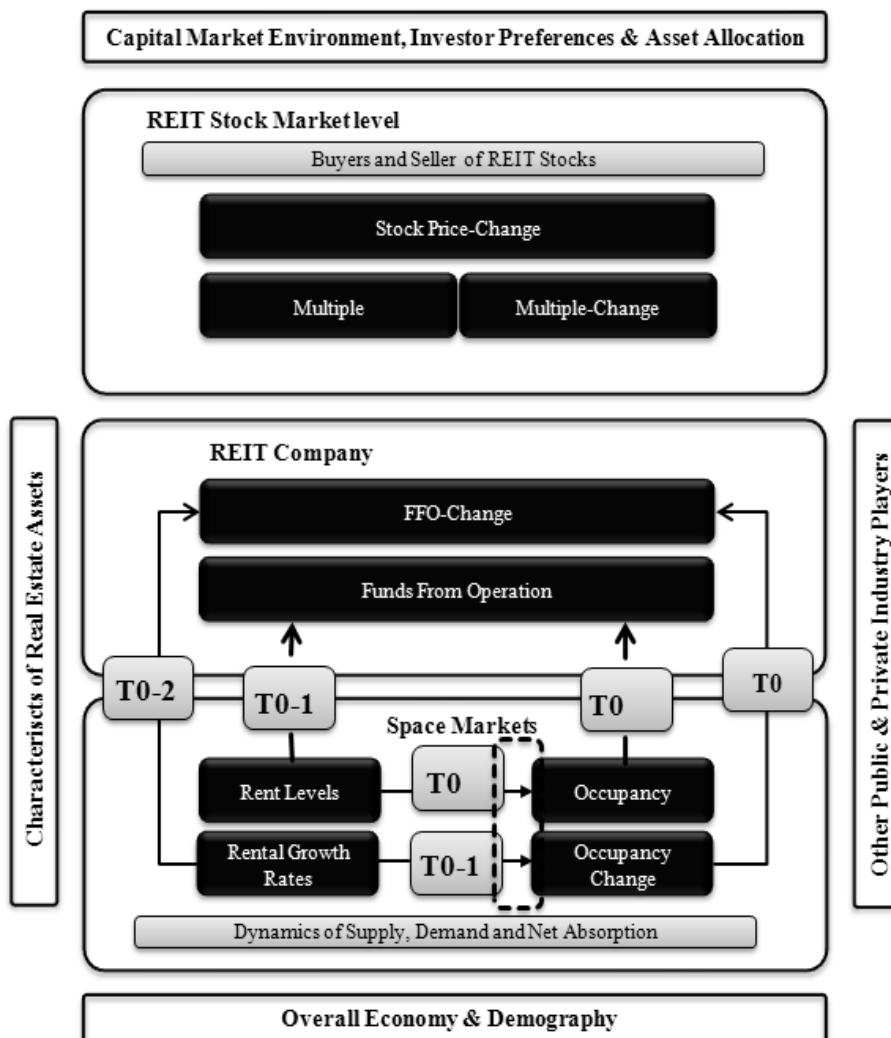 Capital Market Environment, Investor Preferences & Asset Allocation
REIT Stock Market level
Buyers and Seller of REIT Stocks
Stock Price-Change
Multiple
Multiple-Change
Characteriscts of Real Estate Assets
REIT Company
FFO-Change
Funds From Operation
Other Public & Private Industry Players
T0-2
T0-1
T0
T0
Space Markets
Rent Levels
T0
Occupancy
Rental Growth
Rates
T0-1
Occupancy
Change
Dynamics of Supply, Demand and Net Absorption
Overall Economy & Demography